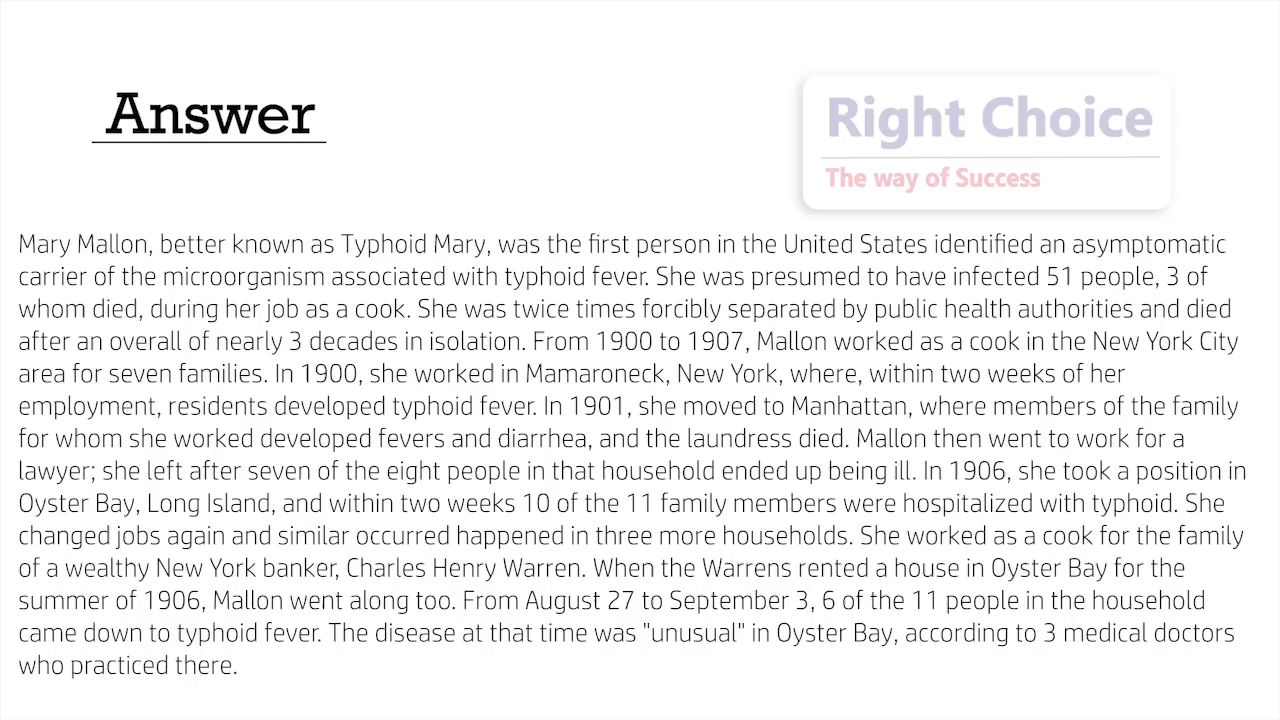 Answer
Right Choice
The way of Success
Mary Mallon, better known as Typhoid Mary, was the first person in the United States identified an asymptomatic
carrier of the microorganism associated with typhoid fever. She was presumed to have infected 51 people, 3 of
whom died, during her job as a cook. She was twice times forcibly separated by public health authorities and died
after an overall of nearly 3 decades in isolation. From 1900 to 1907, Mallon worked as a cook in the New York City
area for seven families. In 1900, she worked in Mamaroneck, New York, where, within two weeks of her
employment, residents developed typhoid fever. In 1901, she moved to Manhattan, where members of the family
for whom she worked developed fevers and diarrhea, and the laundress died. Mallon then went to work for a
lawyer; she left after seven of the eight people in that household ended up being ill. In 1906, she took a position in
Oyster Bay, Long Island, and within two weeks 10 of the 11 family members were hospitalized with typhoid. She
changed jobs again and similar occurred happened in three more households. She worked as a cook for the family
of a wealthy New York banker, Charles Henry Warren. When the Warrens rented a house in Oyster Bay for the
summer of 1906, Mallon went along too. From August 27 to September 3, 6 of the 11 people in the household
came down to typhoid fever. The disease at that time was "unusual" in Oyster Bay, according to 3 medical doctors
who practiced there.